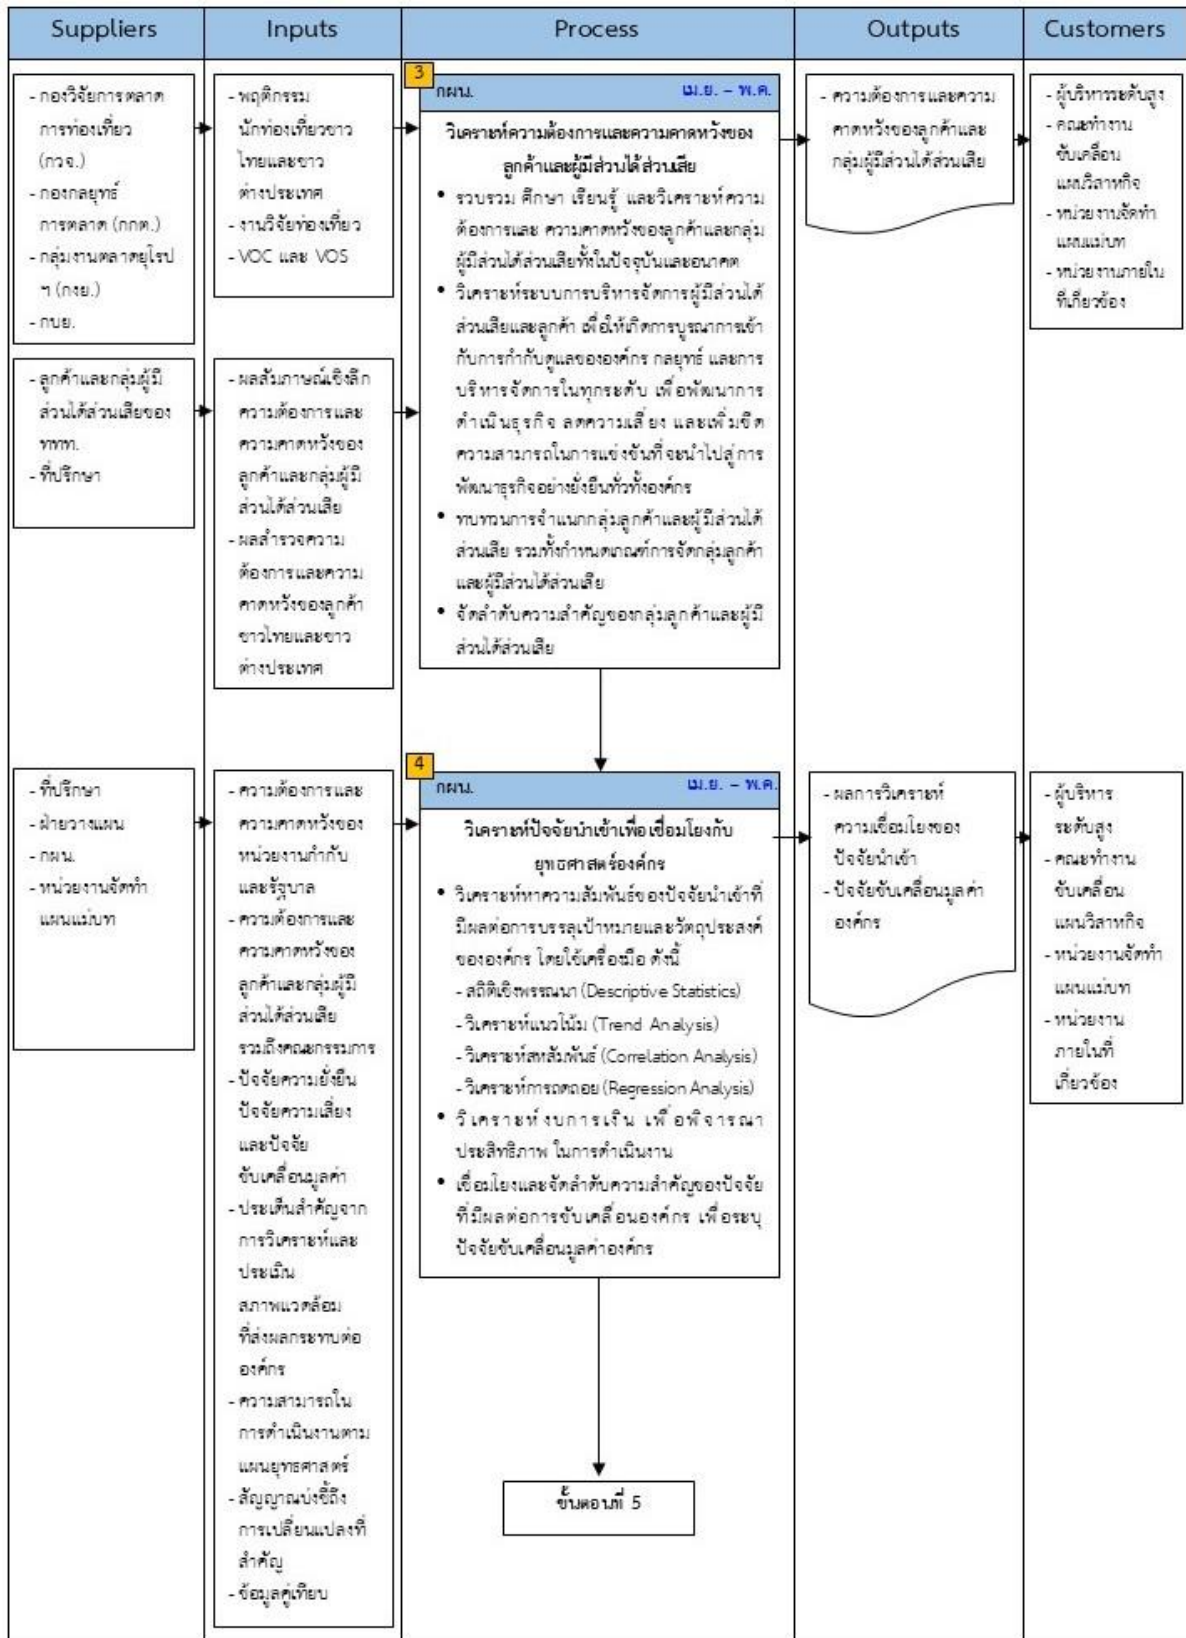 Suppliers
Inputs
Process
Outputs
Customers
- กองวิจัยการตลาด
การท่องเที่ยว
(กวจ.)
- กองกลยุทธ์
การตลาด (กกต.)
- กลุ่มงานตลาดยุโรป
ฯ (กงย.)
- กบย.
- พฤติกรรม
นักท่องเที่ยวชาว
ไทยและชาว
ต่างประเทศ
- งานวิจัยท่องเที่ยว
- VOC และ VOS
3
กผน.
เม.ย. – พ.ค.
วิเคราะห์ความต้องการและความคาดหวังของ
ลูกค้าและผู้มีส่วนได้ส่วนเสีย
• รวบรวม ศึกษา เรียนรู้ และวิเคราะห์ความ
ต้องการและ ความคาดหวังของลูกค้าและกลุ่ม
ผู้มีส่วนได้ส่วนเสียทั้งในปัจจุบันและอนาคต
• วิเคราะห์ระบบการบริหารจัดการผู้มีส่วนได้
ส่วนเสียและลูกค้า เพื่อให้เกิดการบูรณาการเข้า
กับการกำกับดูแลขององค์กร กลยุทธ์ และการ
บริหารจัดการในทุกระดับ เพื่อพัฒนาการ
ดำเนินธุรกิจ ลดความเสี่ยง และเพิ่มขีด
ความสามารถในการแข่งขันที่จะนำไปสู่การ
พัฒนาธุรกิจอย่างยั่งยืนทั่วทั้งองค์กร
• ทบทวนการจำแนกกลุ่มลูกค้าและผู้มีส่วนได้
ส่วนเสีย รวมทั้งกำหนดเกณฑ์การจัดกลุ่มลูกค้า
และผู้มีส่วนได้ส่วนเสีย
• จัดลำดับความสำคัญของกลุ่มลูกค้าและผู้มี
ส่วนได้ส่วนเสีย
- ความต้องการและความ
คาดหวังของลูกค้าและ
กลุ่มผู้มีส่วนได้ส่วนเสีย
- ผู้บริหารระดับสูง
- คณะทำงาน
ขับเคลื่อน
แผนวิสาหกิจ
- หน่วยงานจัดทำ
แผนแม่บท
- หน่วยงานภายใน
ที่เกี่ยวข้อง
- ลูกค้าและกลุ่มผู้มี
ส่วนได้ส่วนเสียของ
ททท.
- ที่ปรึกษา
- ผลสัมภาษณ์เชิงลึก
ความต้องการและ
ความคาดหวังของ
ลูกค้าและกลุ่มผู้มี
ส่วนได้ส่วนเสีย
- ผลสำรวจความ
ต้องการและความ
คาดหวังของลูกค้า
ชาวไทยและชาว
ต่างประเทศ
- ที่ปรึกษา
- ฝ่ายวางแผน
- กผน.
- หน่วยงานจัดทำ
แผนแม่บท
- ความต้องการและ
ความคาดหวังของ
หน่วยงานกำกับ
และรัฐบาล
- ความต้องการและ
ความคาดหวังของ
ลูกค้าและกลุ่มผู้มี
ส่วนได้ส่วนเสีย
รวมถึงคณะกรรมการ
- ปัจจัยความยั่งยืน
ปัจจัยความเสี่ยง
และปัจจัย
ขับเคลื่อนมูลค่า
- ประเด็นสำคัญจาก
การวิเคราะห์และ
ประเมิน
สภาพแวดล้อม
ที่ส่งผลกระทบต่อ
องค์กร
- ความสามารถใน
การดำเนินงานตาม
แผนยุทธศาสตร์
- สัญญาณบ่งชี้ถึง
การเปลี่ยนแปลงที่
สำคัญ
- ข้อมูลคู่เทียบ
4
กผน.
เม.ย. – พ.ค.
วิเคราะห์ปัจจัยนำเข้าเพื่อเชื่อมโยงกับ
ยุทธศาสตร์องค์กร
• วิเคราะห์หาความสัมพันธ์ของปัจจัยนำเข้าที่
มีผลต่อการบรรลุเป้าหมายและวัตถุประสงค์
ขององค์กร โดยใช้เครื่องมือ ดังนี้
- สถิติเชิงพรรณนา (Descriptive Statistics)
- วิเคราะห์แนวโน้ม (Trend Analysis)
- วิเคราะห์สหสัมพันธ์ (Correlation Analysis)
- วิเคราะห์การถดถอย (Regression Analysis)
• วิเคราะห์งบการเงิน เพื่อพิจารณา
ประสิทธิภาพ ในการดำเนินงาน
• เชื่อมโยงและจัดลำดับความสำคัญของปัจจัย
ที่มีผลต่อการขับเคลื่อนองค์กร เพื่อระบุ
ปัจจัยขับเคลื่อนมูลค่าองค์กร
- ผลการวิเคราะห์
ความเชื่อมโยงของ
ปัจจัยนำเข้า
- ปัจจัยขับเคลื่อนมูลค่า
องค์กร
- ผู้บริหาร
ระดับสูง
- คณะทำงาน
ขับเคลื่อน
แผนวิสาหกิจ
- หน่วยงานจัดทำ
แผนแม่บท
- หน่วยงาน
ภายในที่
เกี่ยวข้อง
ขั้นตอนที่ 5